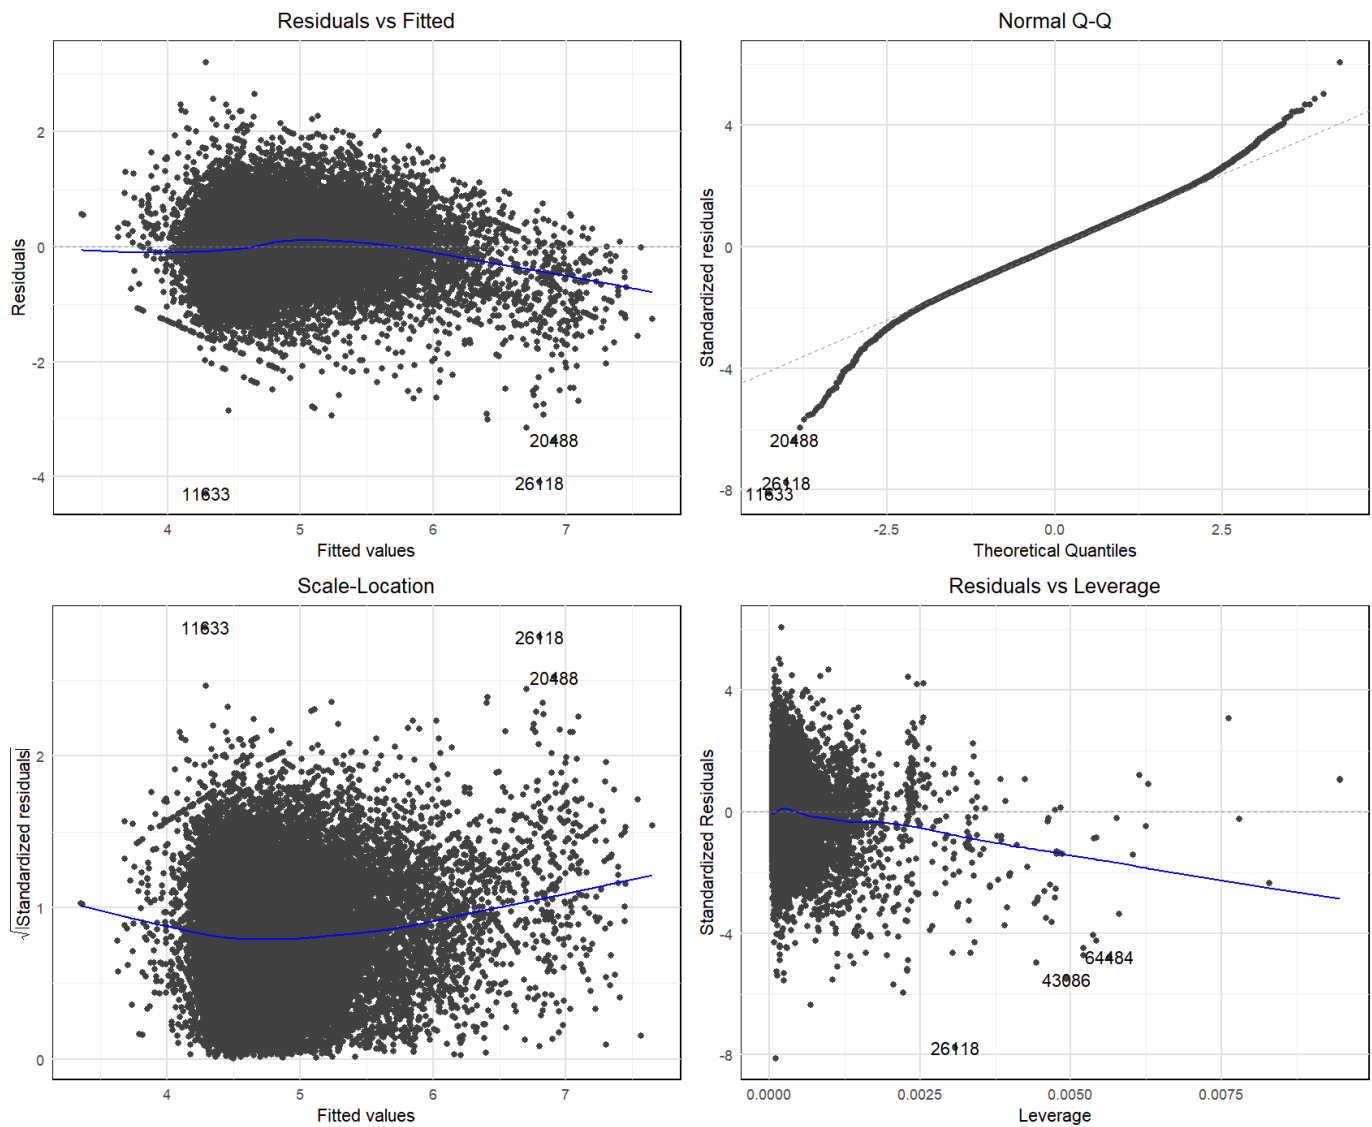 Residuals vs Fitted
Residuals
2
0
-2
-4
20488
26118
11633
4 5 6 7
Fitted values
Normal Q-Q
Standardized residuals
4
0
-4
-8
20488
26118
11633
-2.5 0.0 2.5
Theoretical Quantiles
Scale-Location
√|Standardized residuals|
2
1
0
11633
26118
20488
4 5 6 7
Fitted values
Residuals vs Leverage
Standardized Residuals
4
0
-4
-8
64484
43086
26118
0.0000 0.0025 0.0050 0.0075
Leverage